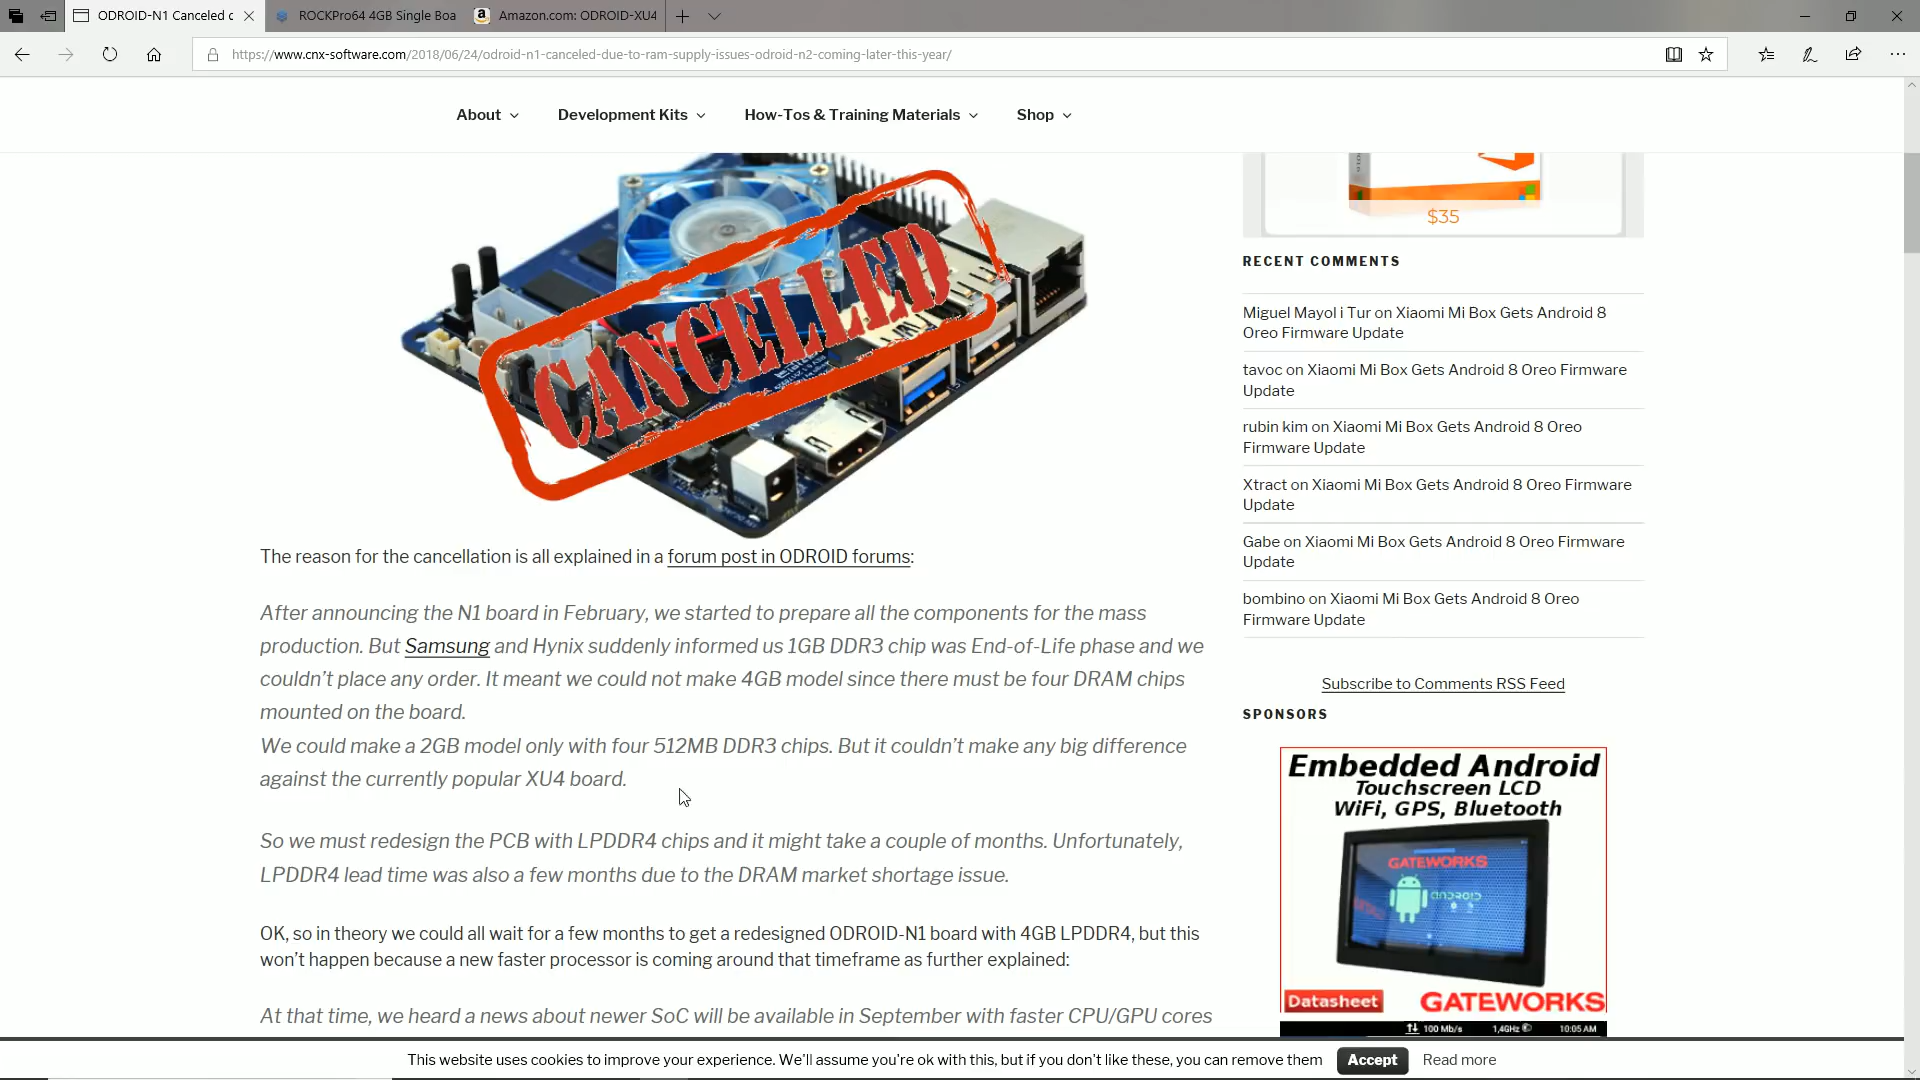 ODROID-N1 Canceled
ROCKPro64 4GB Single Boa
Amazon.com: ODROID-XU4
https://www.cnx-software.com/2018/06/24/odroid-n1-canceled-due-to-ram-supply-issues-odroid-n2-coming-later-this-year/
About
Development Kits
How-Tos & Training Materials
Shop
CANCELLED
$35
The reason for the cancellation is all explained in a forum post in ODROID forums:
After announcing the N1 board in February, we started to prepare all the components for the mass
production. But Samsung and Hynix suddenly informed us 1GB DDR3 chip was End-of-Life phase and we
couldn't place any order. It meant we could not make 4GB model since there must be four DRAM chips
mounted on the board.
We could make a 2GB model only with four 512MB DDR3 chips. But it couldn't make any big difference
against the currently popular XU4 board.
So we must redesign the PCB with LPDDR4 chips and it might take a couple of months. Unfortunately,
LPDDR4 lead time was also a few months due to the DRAM market shortage issue.
OK, so in theory we could all wait for a few months to get a redesigned ODROID-N1 board with 4GB LPDDR4, but this
won't happen because a new faster processor is coming around that timeframe as further explained:
At that time, we heard a news about newer SoC will be available in September with faster CPU/GPU cores
RECENT COMMENTS
Miguel Mayol i Tur on Xiaomi Mi Box Gets Android 8
Oreo Firmware Update
tavoc on Xiaomi Mi Box Gets Android 8 Oreo Firmware
Update
rubin kim on Xiaomi Mi Box Gets Android 8 Oreo
Firmware Update
Xtract on Xiaomi Mi Box Gets Android 8 Oreo Firmware
Update
Gabe on Xiaomi Mi Box Gets Android 8 Oreo Firmware
Update
bombino on Xiaomi Mi Box Gets Android 8 Oreo
Firmware Update
Subscribe to Comments RSS Feed
SPONSORS
Embedded Android
Touchscreen LCD
WiFi, GPS, Bluetooth
GATEWORKS
Datasheet
GATEWORKS
100 Mb/s
1,4GHz
10:05 AM
This website uses cookies to improve your experience. We'll assume you're ok with this, but if you don't like these, you can remove them
Accept
Read more